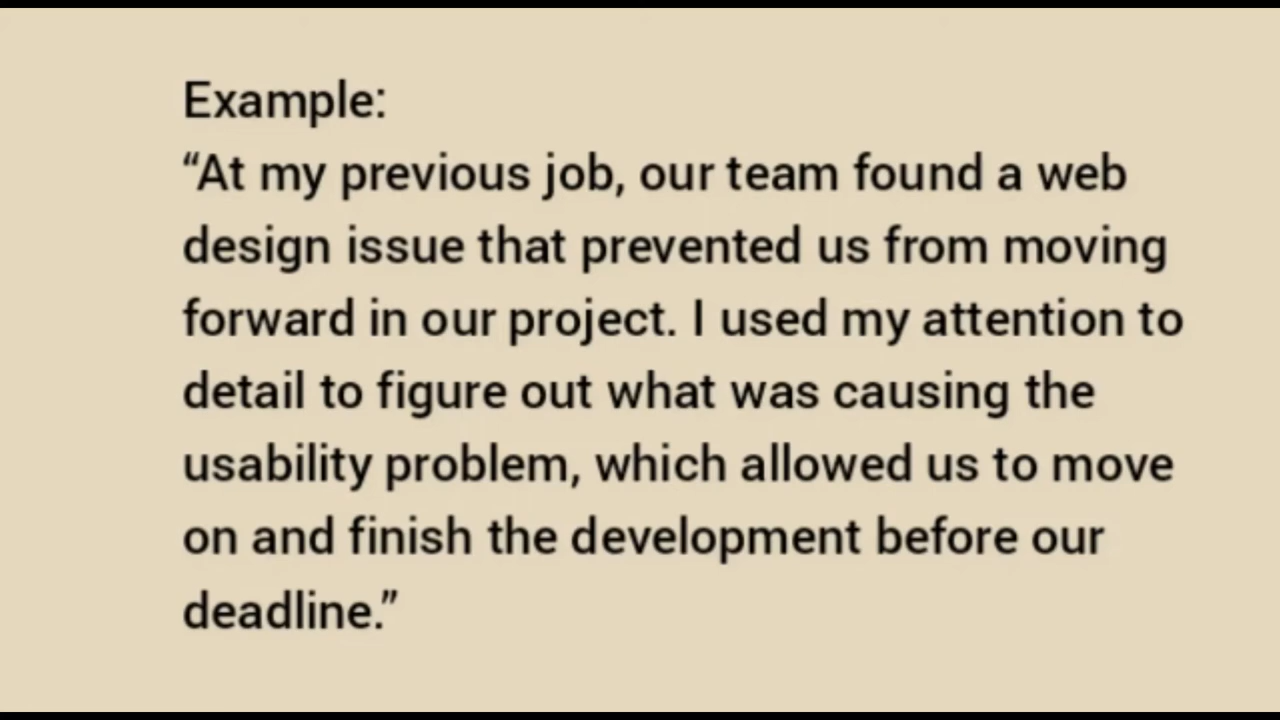 Example:
“At my previous job, our team found a web
design issue that prevented us from moving
forward in our project. I used my attention to
detail to figure out what was causing the
usability problem, which allowed us to move
on and finish the development before our
deadline.”